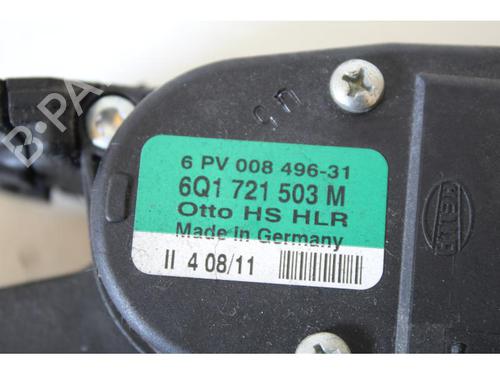 6 PV 008 496-31
6Q1 721 503 M
Otto HS HLR
Made in Germany
II 4 08/11
HELLA
B-PA